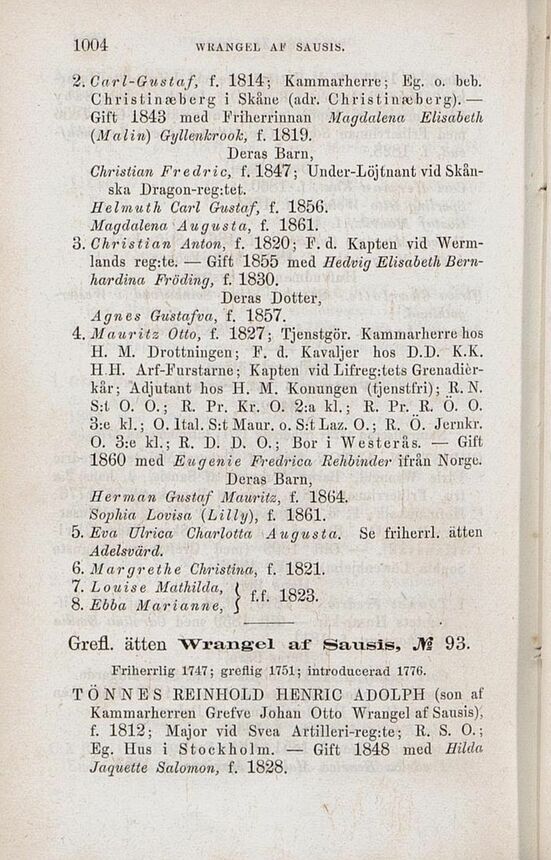 1004 WRANGEL AF SAUSIS.
2. Carl-Gustaf, f. 1814; Kammarherre; Eg. o. beb.
Christinæberg i Skåne (adr. Christinæberg). —
Gift 1843 med Friherrinnan Magdalena Elisabeth
(Malin) Gyllenkrook, f. 1819.
Deras Barn,
Christian Fredric, f. 1847; Under-Löjtnant vid Skån-
ska Dragon-reg:tet.
Helmuth Carl Gustaf, f. 1856.
Magdalena Augusta, f. 1861.
3. Christian Anton, f. 1820; F. d. Kapten vid Werm-
lands reg:te. — Gift 1855 med Hedvig Elisabeth Bern-
hardina Fröding, f. 1830.
Deras Dotter,
Agnes Gustafva, f. 1857.
4. Mauritz Otto, f. 1827; Tjenstgör. Kammarherre hos
H. M. Drottningen; F. d. Kavaljer hos D.D. K.K.
H.H. Arf-Furstarne; Kapten vid Lifreg:tets Grenadièr-
kår; Adjutant hos H. M. Konungen (tjenstfri); R. N.
S:t O. O.; R. Pr. Kr. O. 2:a kl.; R. Pr. R. Ö. O.
3:e kl.; O. Ital. S:t Maur. o. S:t Laz. O.; R. Ö. Jernkr.
O. 3:e kl.; R. D. D. O.; Bor i Westerås. — Gift
1860 med Eugenie Fredrica Rehbinder ifrån Norge.
Deras Barn,
Herman Gustaf Mauritz, f. 1864.
Sophia Lovisa (Lilly), f. 1861.
5. Eva Ulrica Charlotta Augusta. Se friherrl. ätten
Adelsvärd.
6. Margrethe Christina, f. 1821.
7. Louise Mathilda, } f.f. 1823.
8. Ebba Marianne,
Grefl. ätten Wrangel af Sausis, № 93.
Friherrlig 1747; greflig 1751; introducerad 1776.
TÖNNES REINHOLD HENRIC ADOLPH (son af
Kammarherren Grefve Johan Otto Wrangel af Sausis),
f. 1812; Major vid Svea Artilleri-reg:te; R. S. O.;
Eg. Hus i Stockholm. — Gift 1848 med Hilda
Jaquette Salomon, f. 1828.